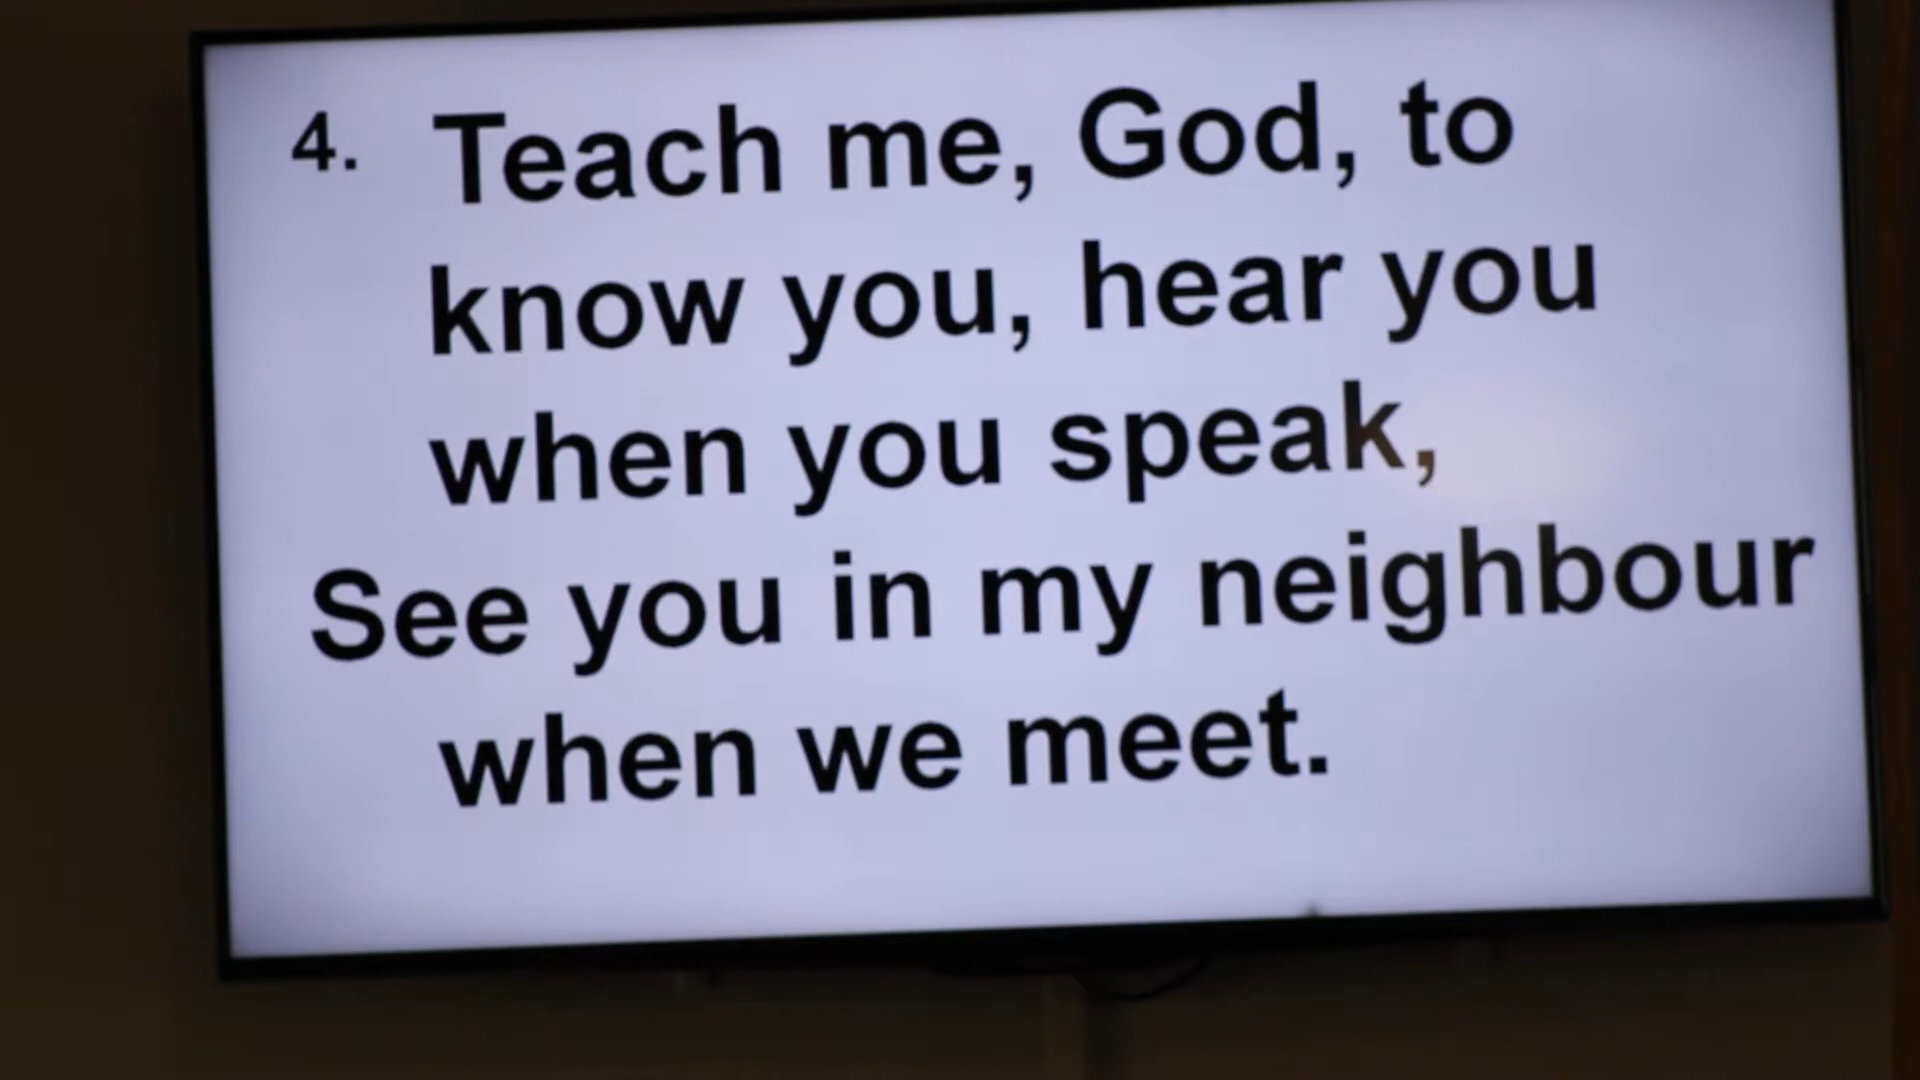 4. Teach me, God, to
know you, hear you
when you speak,
See you in my neighbour
when we meet.